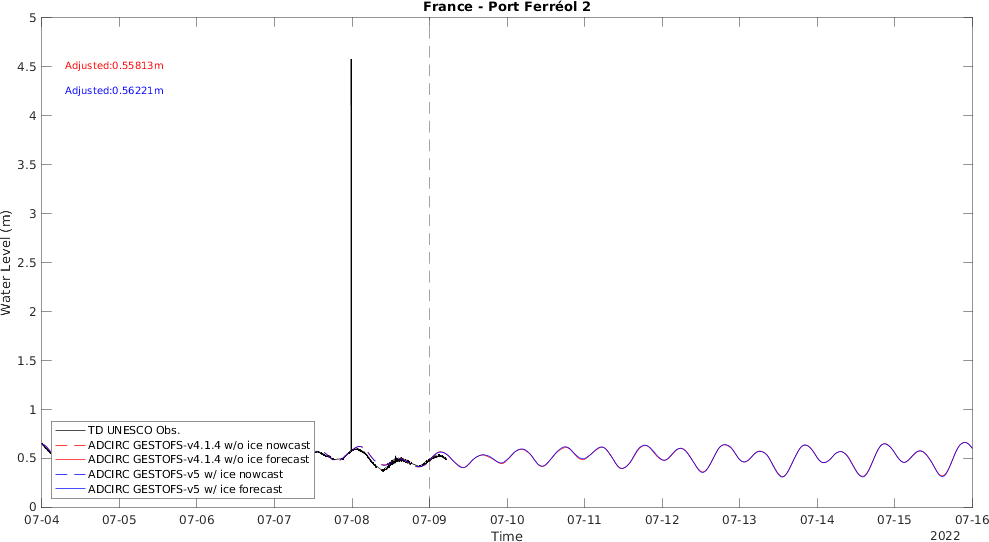 France - Port Ferréol 2
5
4.5
4
3.5
3
2.5
2
1.5
1
0.5
0
Water Level (m)
Adjusted:0.55813m
Adjusted:0.56221m
TD UNESCO Obs.
ADCIRC GESTOFS-v4.1.4 w/o ice nowcast
ADCIRC GESTOFS-v4.1.4 w/o ice forecast
ADCIRC GESTOFS-v5 w/ ice nowcast
ADCIRC GESTOFS-v5 w/ ice forecast
07-04 07-05 07-06 07-07 07-08 07-09 07-10 07-11 07-12 07-13 07-14 07-15 07-16
Time
2022